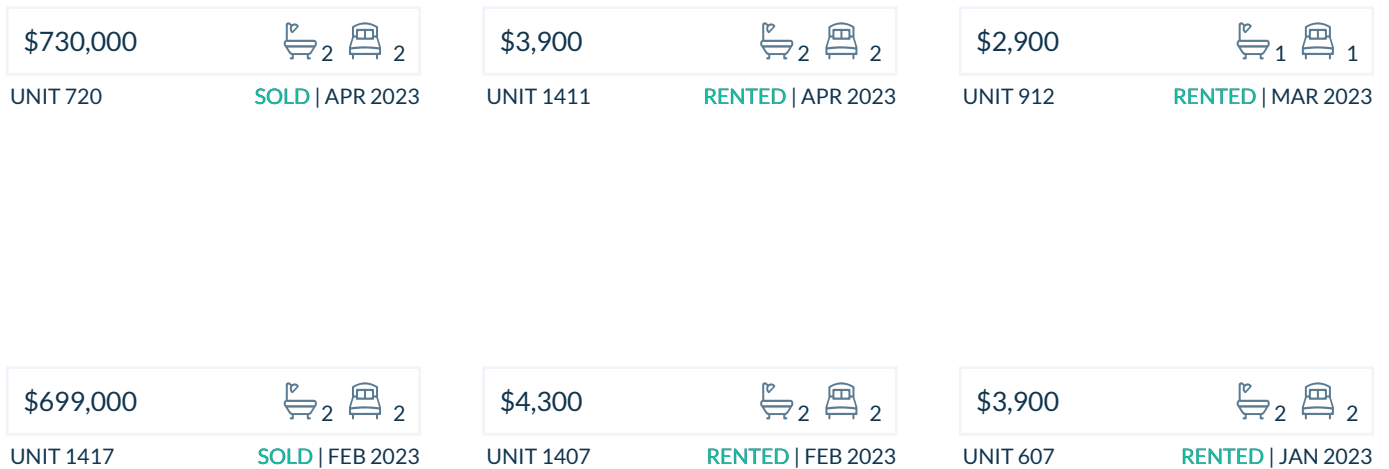 $730,000 2 2
UNIT 720 SOLD | APR 2023
$3,900 2 2
UNIT 1411 RENTED | APR 2023
$2,900 1 1
UNIT 912 RENTED | MAR 2023
$699,000 2 2
UNIT 1417 SOLD | FEB 2023
$4,300 2 2
UNIT 1407 RENTED | FEB 2023
$3,900 2 2
UNIT 607 RENTED | JAN 2023